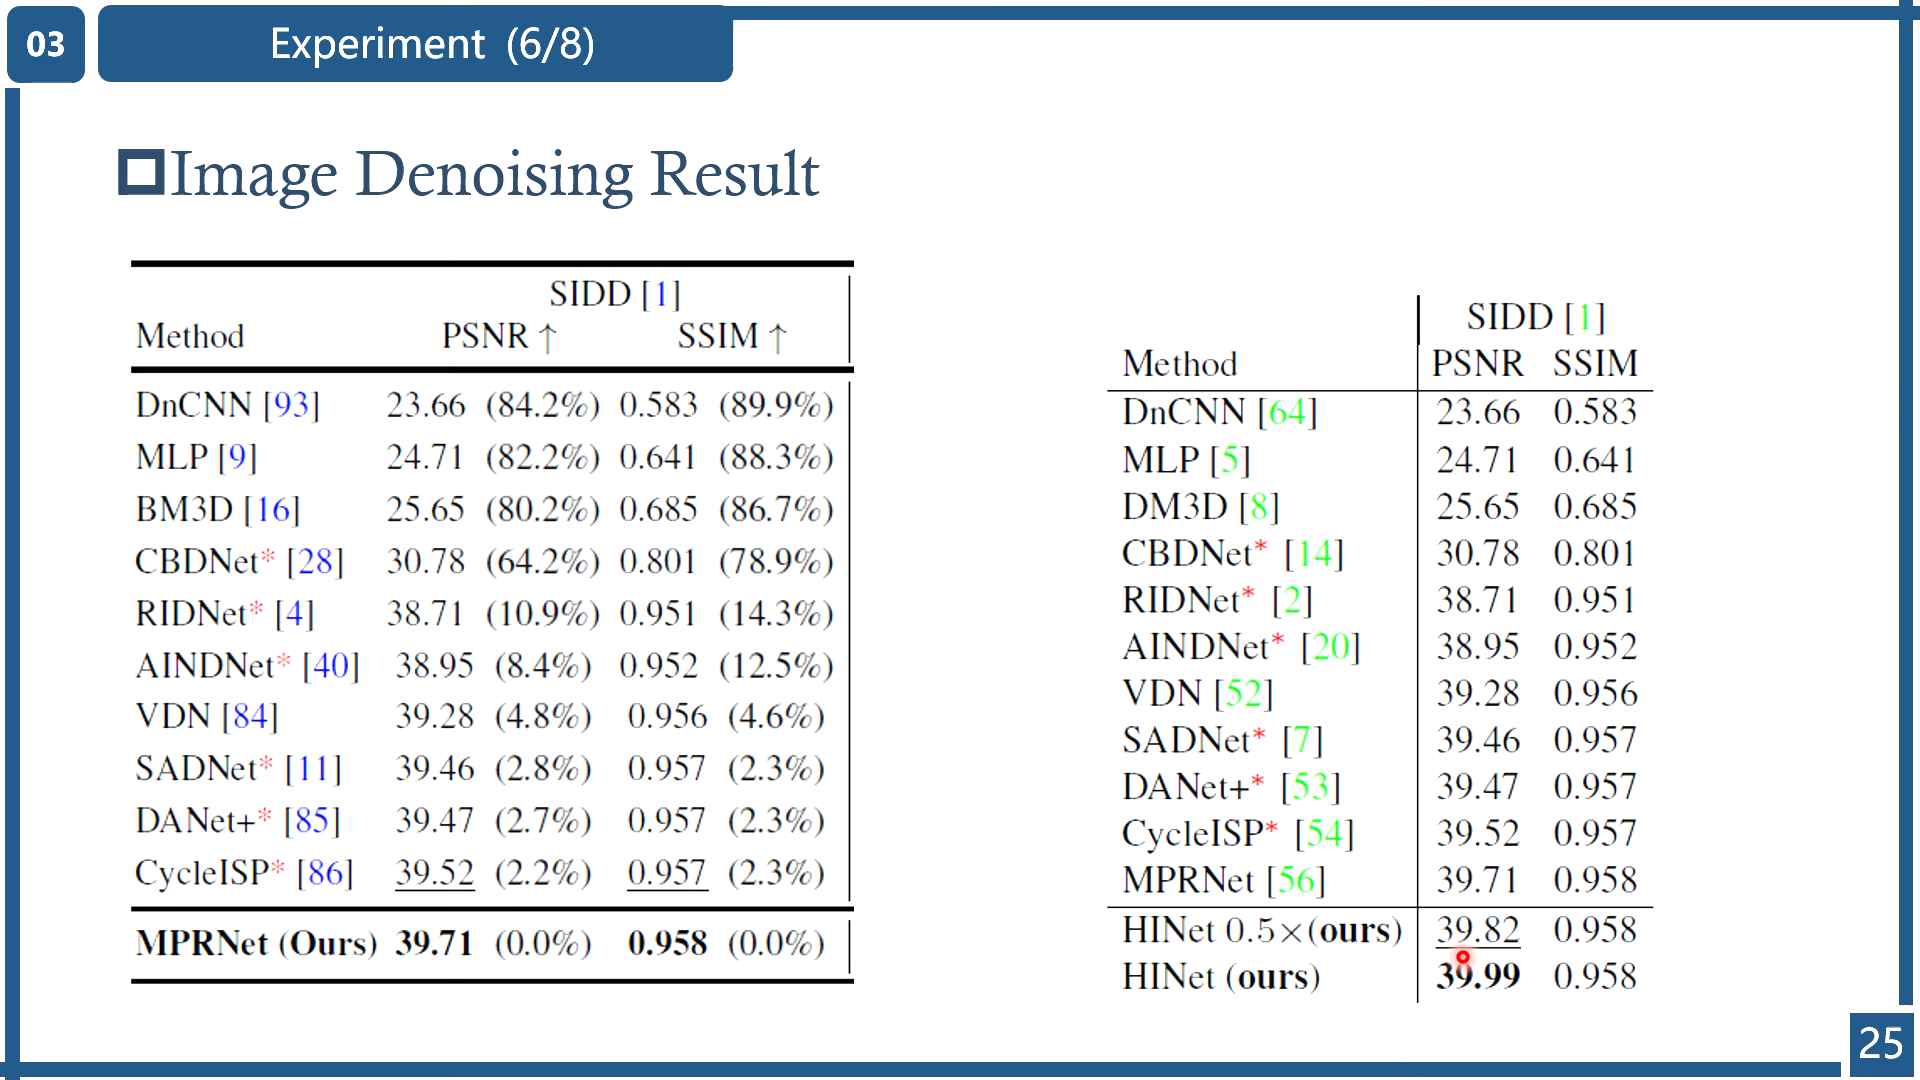 03
Experiment (6/8)
Image Denoising Result
SIDD [1]
Method PSNR ↑ SSIM ↑
DnCNN [93] 23.66 (84.2%) 0.583 (89.9%)
MLP [9] 24.71 (82.2%) 0.641 (88.3%)
BM3D [16] 25.65 (80.2%) 0.685 (86.7%)
CBDNet* [28] 30.78 (64.2%) 0.801 (78.9%)
RIDNet* [4] 38.71 (10.9%) 0.951 (14.3%)
AINDNet* [40] 38.95 (8.4%) 0.952 (12.5%)
VDN [84] 39.28 (4.8%) 0.956 (4.6%)
SADNet* [11] 39.46 (2.8%) 0.957 (2.3%)
DANet+* [85] 39.47 (2.7%) 0.957 (2.3%)
CycleISP* [86] 39.52 (2.2%) 0.957 (2.3%)
MPRNet (Ours) 39.71 (0.0%) 0.958 (0.0%)
SIDD [1]
Method PSNR SSIM
DnCNN [64] 23.66 0.583
MLP [5] 24.71 0.641
DM3D [8] 25.65 0.685
CBDNet* [14] 30.78 0.801
RIDNet* [2] 38.71 0.951
AINDNet* [20] 38.95 0.952
VDN [52] 39.28 0.956
SADNet* [7] 39.46 0.957
DANet+* [53] 39.47 0.957
CycleISP* [54] 39.52 0.957
MPRNet [56] 39.71 0.958
HINet 0.5×(ours) 39.82 0.958
HINet (ours) 39.99 0.958
25